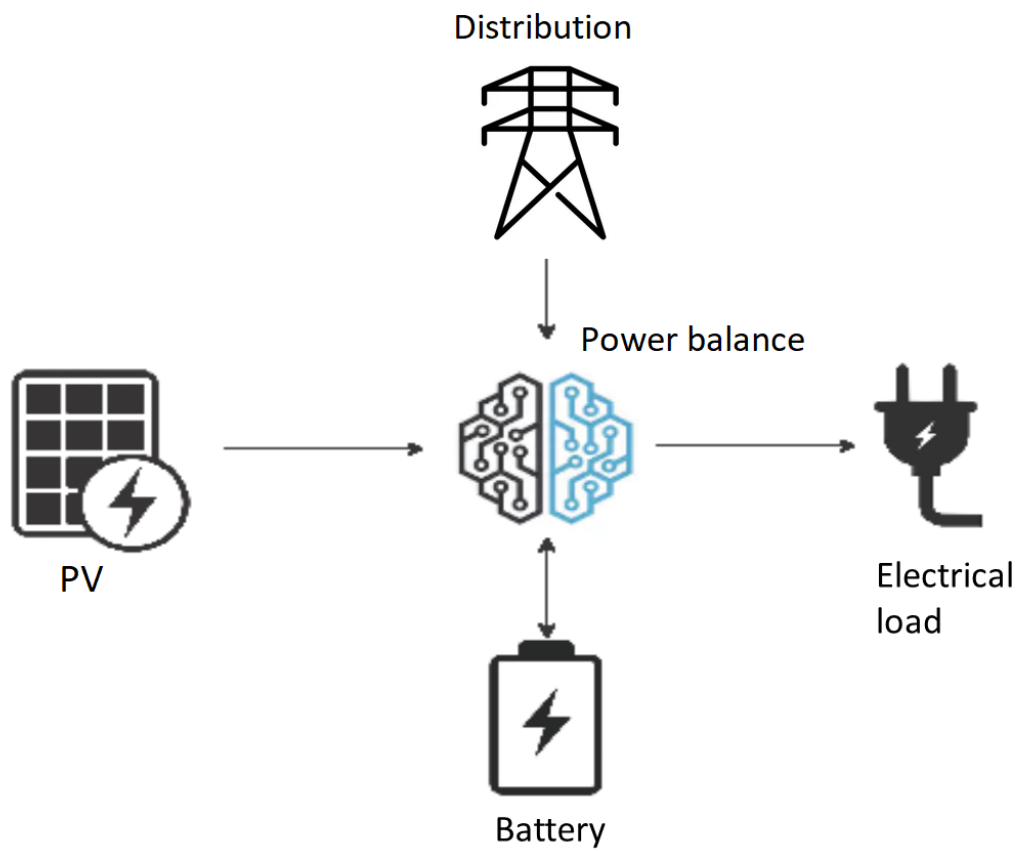 Distribution
Power balance
PV
Electrical
load
Battery